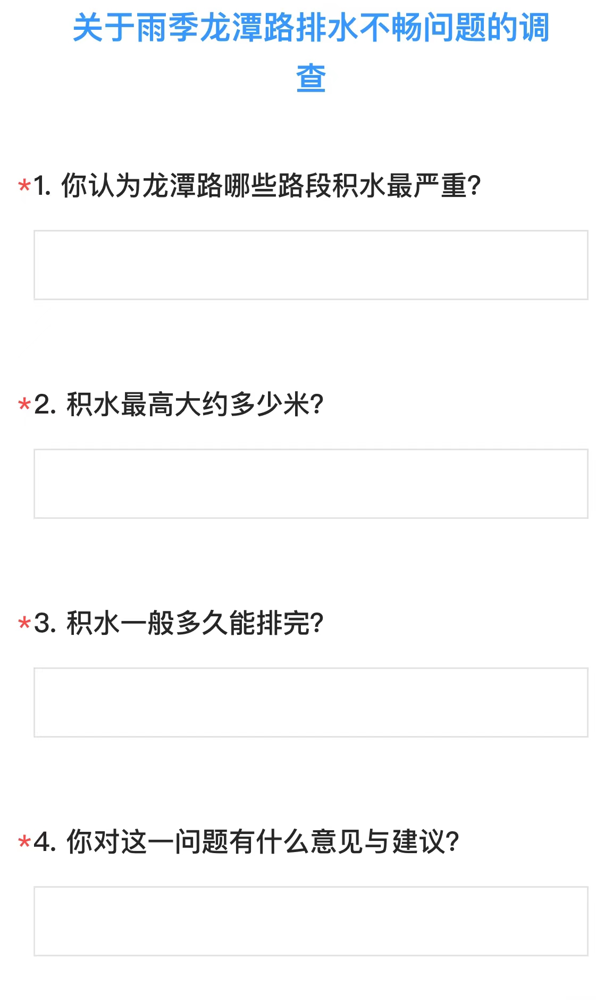 关于雨季龙潭路排水不畅问题的调
查
*1. 你认为龙潭路哪些路段积水最严重?
*2. 积水最高大约多少米?
*3. 积水一般多久能排完?
*4. 你对这一问题有什么意见与建议?